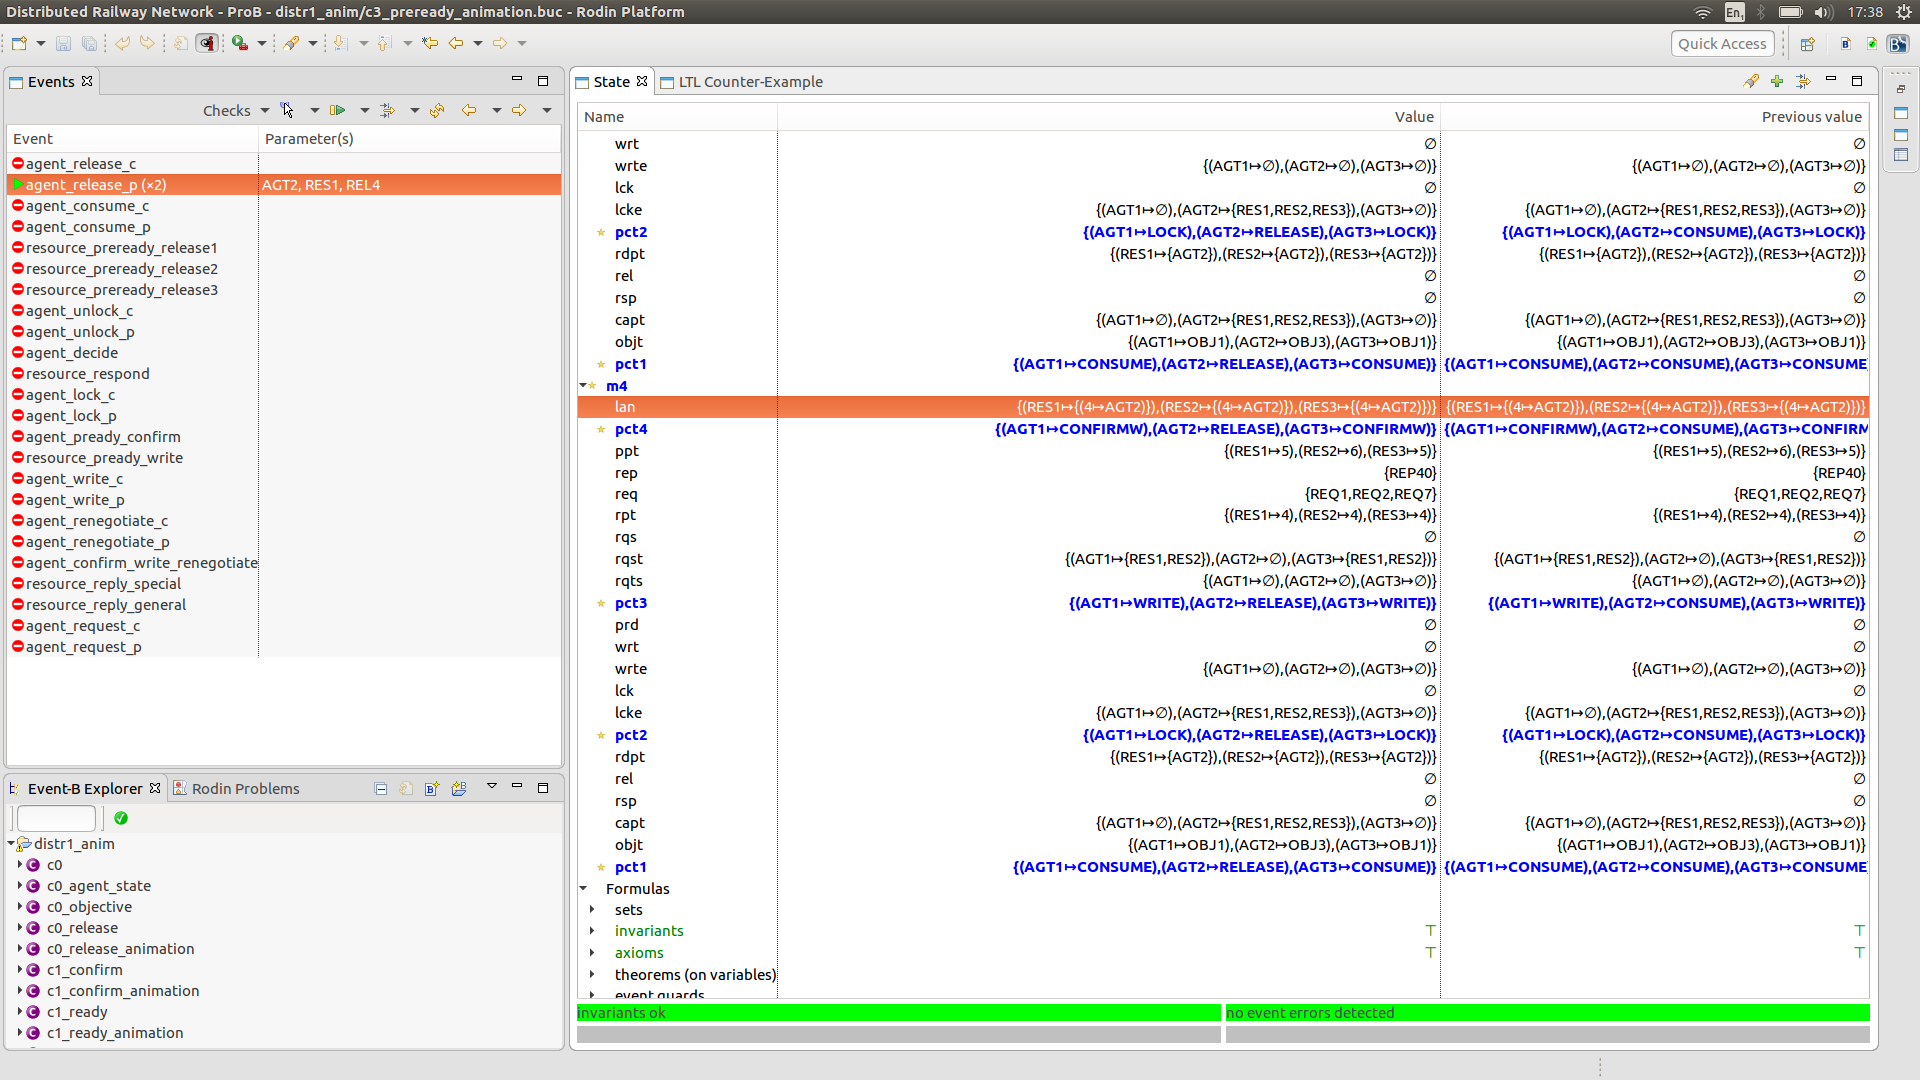 Distributed Railway Network - ProB - distr1_anim/c3_preready_animation.buc - Rodin Platform
En1
17:38
Quick Access
Events
Checks
Event Parameter(s)
agent_release_c
agent_release_p (×2) AGT2, RES1, REL4
agent_consume_c
agent_consume_p
resource_preready_release1
resource_preready_release2
resource_preready_release3
agent_unlock_c
agent_unlock_p
agent_decide
resource_respond
agent_lock_c
agent_lock_p
agent_pready_confirm
resource_pready_write
agent_write_c
agent_write_p
agent_renegotiate_c
agent_renegotiate_p
agent_confirm_write_renegotiate
resource_reply_special
resource_reply_general
agent_request_c
agent_request_p
Event-B Explorer
Rodin Problems
distr1_anim
c0
c0_agent_state
c0_objective
c0_release
c0_release_animation
c1_confirm
c1_confirm_animation
c1_ready
c1_ready_animation
State
LTL Counter-Example
Name Value Previous value
wrt ∅ ∅
wrte {(AGT1↦∅),(AGT2↦∅),(AGT3↦∅)} {(AGT1↦∅),(AGT2↦∅),(AGT3↦∅)}
lck ∅ ∅
lcke {(AGT1↦∅),(AGT2↦{RES1,RES2,RES3}),(AGT3↦∅)} {(AGT1↦∅),(AGT2↦{RES1,RES2,RES3}),(AGT3↦∅)}
pct2 {(AGT1↦LOCK),(AGT2↦RELEASE),(AGT3↦LOCK)} {(AGT1↦LOCK),(AGT2↦CONSUME),(AGT3↦LOCK)}
rdpt {(RES1↦{AGT2}),(RES2↦{AGT2}),(RES3↦{AGT2})} {(RES1↦{AGT2}),(RES2↦{AGT2}),(RES3↦{AGT2})}
rel ∅ ∅
rsp ∅ ∅
capt {(AGT1↦∅),(AGT2↦{RES1,RES2,RES3}),(AGT3↦∅)} {(AGT1↦∅),(AGT2↦{RES1,RES2,RES3}),(AGT3↦∅)}
objt {(AGT1↦OBJ1),(AGT2↦OBJ3),(AGT3↦OBJ1)} {(AGT1↦OBJ1),(AGT2↦OBJ3),(AGT3↦OBJ1)}
pct1 {(AGT1↦CONSUME),(AGT2↦RELEASE),(AGT3↦CONSUME)} {(AGT1↦CONSUME),(AGT2↦CONSUME),(AGT3↦CONSUME
m4
lan {(RES1↦{(4↦AGT2)}),(RES2↦{(4↦AGT2)}),(RES3↦{(4↦AGT2)})} {(RES1↦{(4↦AGT2)}),(RES2↦{(4↦AGT2)}),(RES3↦{(4↦AGT2)})}
pct4 {(AGT1↦CONFIRMW),(AGT2↦RELEASE),(AGT3↦CONFIRMW)} {(AGT1↦CONFIRMW),(AGT2↦CONSUME),(AGT3↦CONFIRM
ppt {(RES1↦5),(RES2↦6),(RES3↦5)} {(RES1↦5),(RES2↦6),(RES3↦5)}
rep {REP40} {REP40}
req {REQ1,REQ2,REQ7} {REQ1,REQ2,REQ7}
rpt {(RES1↦4),(RES2↦4),(RES3↦4)} {(RES1↦4),(RES2↦4),(RES3↦4)}
rqs ∅ ∅
rqst {(AGT1↦{RES1,RES2}),(AGT2↦∅),(AGT3↦{RES1,RES2})} {(AGT1↦{RES1,RES2}),(AGT2↦∅),(AGT3↦{RES1,RES2})}
rqts {(AGT1↦∅),(AGT2↦∅),(AGT3↦∅)} {(AGT1↦∅),(AGT2↦∅),(AGT3↦∅)}
pct3 {(AGT1↦WRITE),(AGT2↦RELEASE),(AGT3↦WRITE)} {(AGT1↦WRITE),(AGT2↦CONSUME),(AGT3↦WRITE)}
prd ∅ ∅
wrt ∅ ∅
wrte {(AGT1↦∅),(AGT2↦∅),(AGT3↦∅)} {(AGT1↦∅),(AGT2↦∅),(AGT3↦∅)}
lck ∅ ∅
lcke {(AGT1↦∅),(AGT2↦{RES1,RES2,RES3}),(AGT3↦∅)} {(AGT1↦∅),(AGT2↦{RES1,RES2,RES3}),(AGT3↦∅)}
pct2 {(AGT1↦LOCK),(AGT2↦RELEASE),(AGT3↦LOCK)} {(AGT1↦LOCK),(AGT2↦CONSUME),(AGT3↦LOCK)}
rdpt {(RES1↦{AGT2}),(RES2↦{AGT2}),(RES3↦{AGT2})} {(RES1↦{AGT2}),(RES2↦{AGT2}),(RES3↦{AGT2})}
rel ∅ ∅
rsp ∅ ∅
capt {(AGT1↦∅),(AGT2↦{RES1,RES2,RES3}),(AGT3↦∅)} {(AGT1↦∅),(AGT2↦{RES1,RES2,RES3}),(AGT3↦∅)}
objt {(AGT1↦OBJ1),(AGT2↦OBJ3),(AGT3↦OBJ1)} {(AGT1↦OBJ1),(AGT2↦OBJ3),(AGT3↦OBJ1)}
pct1 {(AGT1↦CONSUME),(AGT2↦RELEASE),(AGT3↦CONSUME)} {(AGT1↦CONSUME),(AGT2↦CONSUME),(AGT3↦CONSUME
Formulas
sets
invariants ⊤ ⊤
axioms ⊤ ⊤
theorems (on variables)
event guards
invariants ok no event errors detected